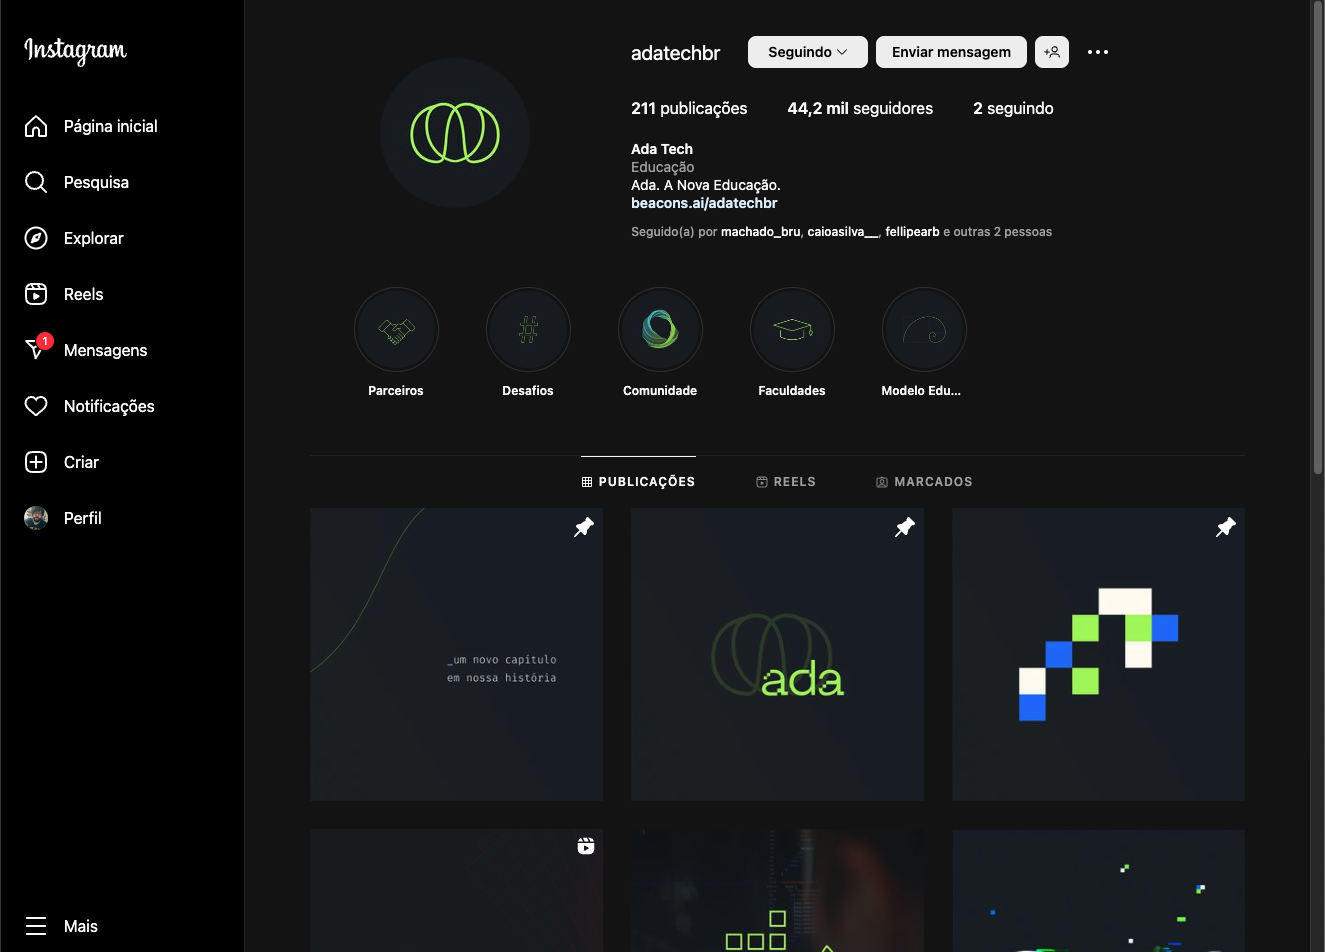 Instagram
Página inicial
Pesquisa
Explorar
Reels
1
Mensagens
Notificações
Criar
Perfil
Mais
adatechbr
Seguindo
Enviar mensagem
211 publicações
44,2 mil seguidores
2 seguindo
Ada Tech
Educação
Ada. A Nova Educação.
beacons.ai/adatechbr
Seguido(a) por machado_bru, caioasilva__, fellipearb e outras 2 pessoas
#
Parceiros
Desafios
Comunidade
Faculdades
Modelo Edu...
PUBLICAÇÕES
REELS
MARCADOS
_um novo capítulo
em nossa história
ada